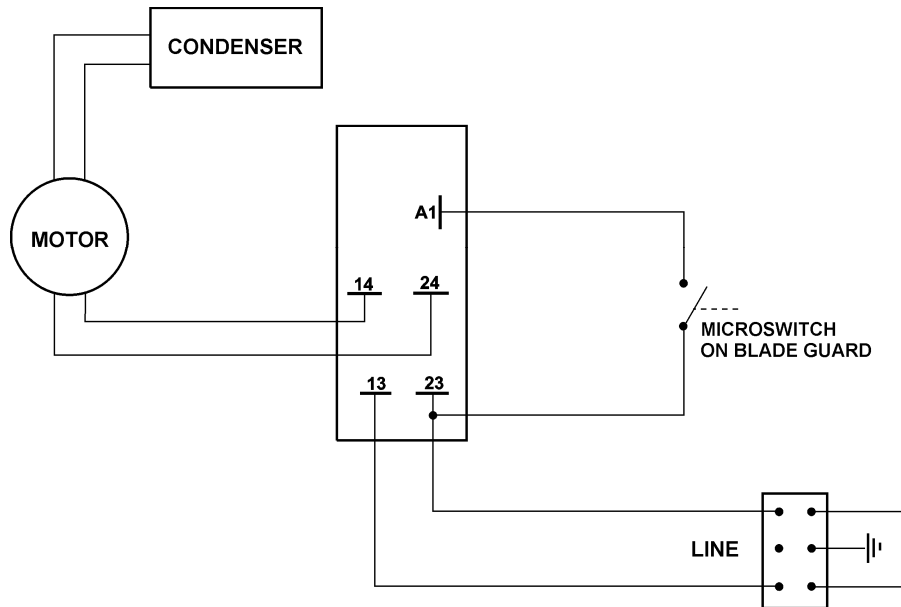 CONDENSER
A1
MOTOR
14 24
MICROSWITCH
ON BLADE GUARD
13 23
LINE